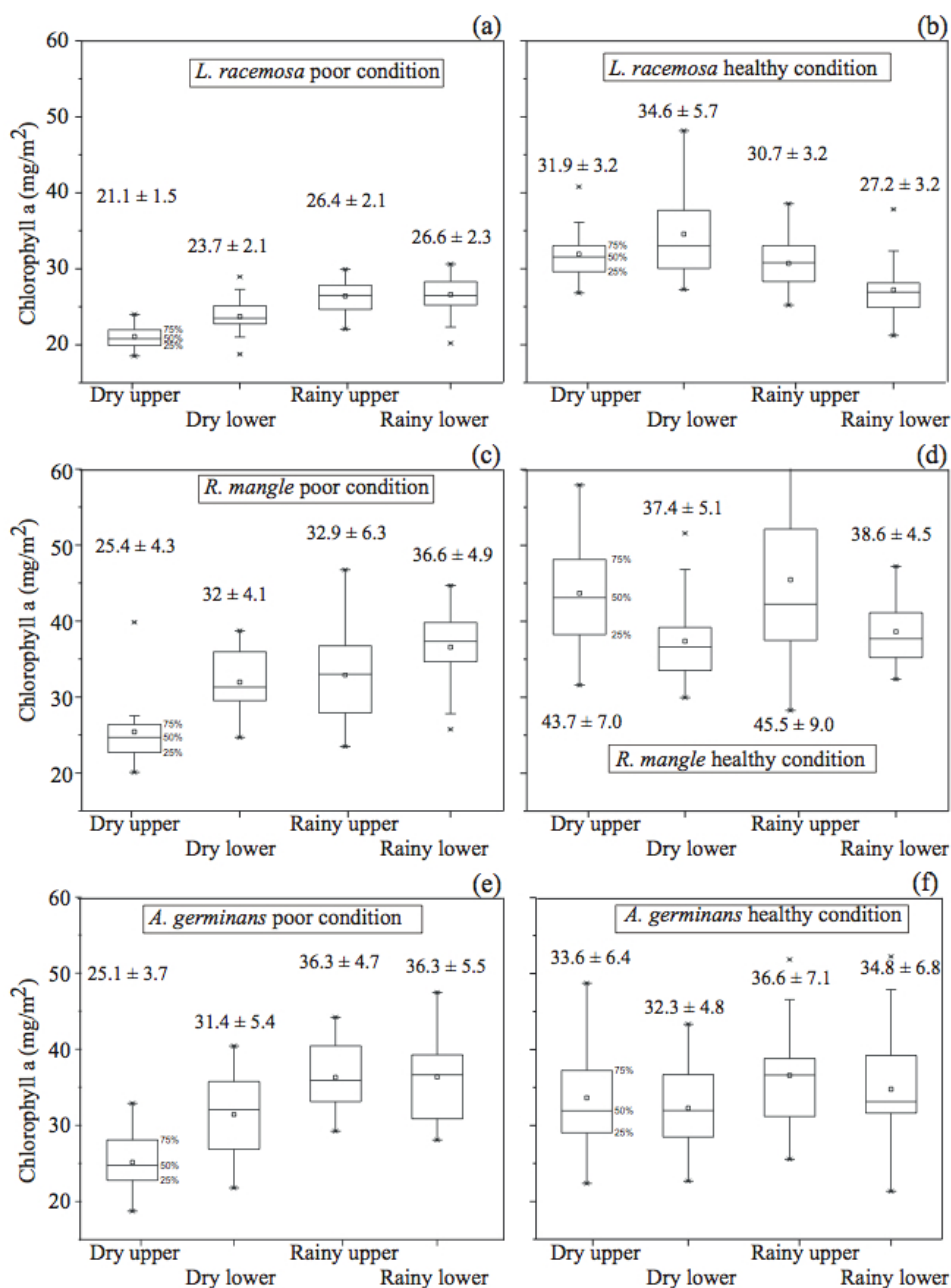 (a)
(b)
60
50
40
30
20
Chlorophyll a (mg/m²)
L. racemosa poor condition
21.1 ± 1.5
23.7 ± 2.1
26.4 ± 2.1
26.6 ± 2.3
75%
50%
25%
Dry upper
Dry lower
Rainy upper
Rainy lower
L. racemosa healthy condition
31.9 ± 3.2
34.6 ± 5.7
30.7 ± 3.2
27.2 ± 3.2
75%
50%
25%
Dry upper
Dry lower
Rainy upper
Rainy lower
(c)
(d)
60
50
40
30
20
Chlorophyll a (mg/m²)
R. mangle poor condition
25.4 ± 4.3
32 ± 4.1
32.9 ± 6.3
36.6 ± 4.9
75%
50%
25%
Dry upper
Dry lower
Rainy upper
Rainy lower
37.4 ± 5.1
38.6 ± 4.5
75%
50%
25%
43.7 ± 7.0
45.5 ± 9.0
R. mangle healthy condition
Dry upper
Dry lower
Rainy upper
Rainy lower
(e)
(f)
60
50
40
30
20
Chlorophyll a (mg/m²)
A. germinans poor condition
25.1 ± 3.7
31.4 ± 5.4
36.3 ± 4.7
36.3 ± 5.5
75%
50%
25%
Dry upper
Dry lower
Rainy upper
Rainy lower
A. germinans healthy condition
33.6 ± 6.4
32.3 ± 4.8
36.6 ± 7.1
34.8 ± 6.8
75%
50%
25%
Dry upper
Dry lower
Rainy upper
Rainy lower